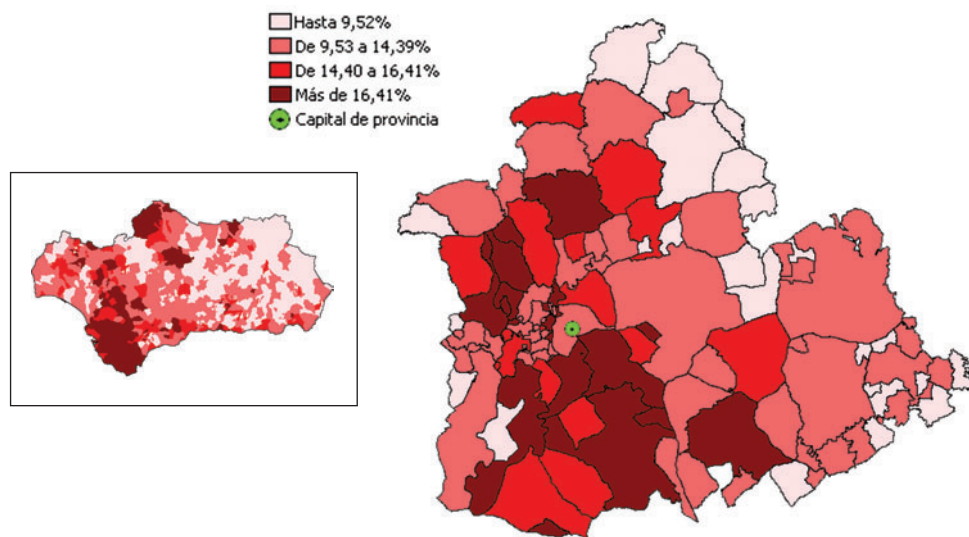 Hasta 9,52%
De 9,53 a 14,39%
De 14,40 a 16,41%
Más de 16,41%
Capital de provincia